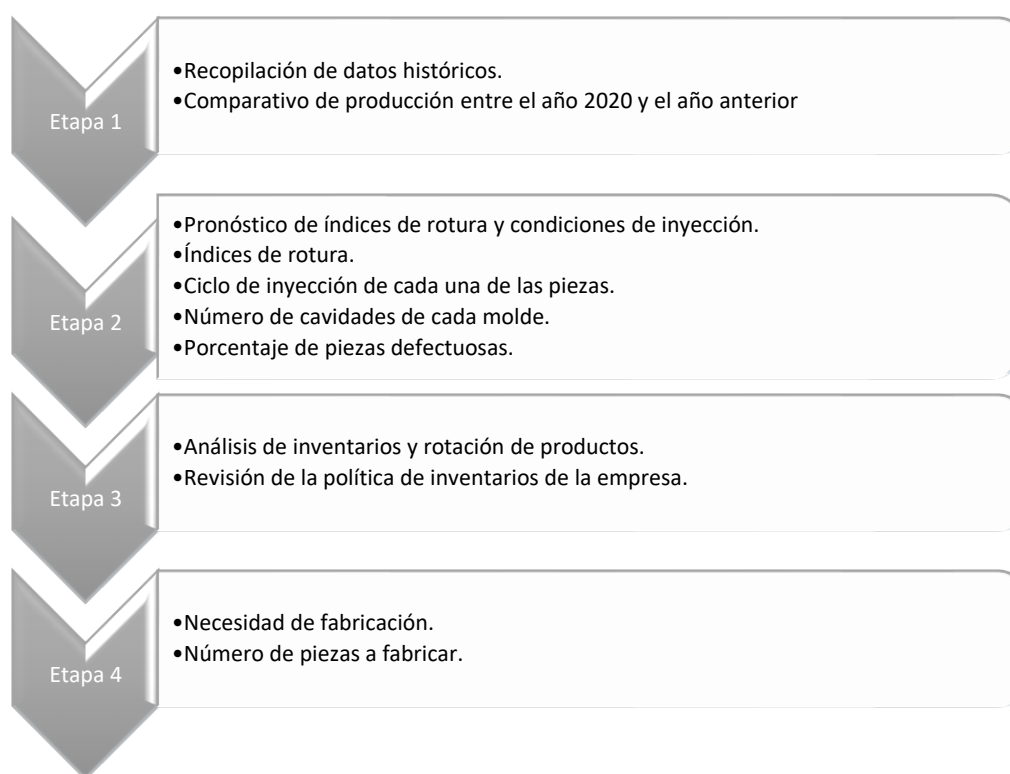 Etapa 1
•Recopilación de datos históricos.
•Comparativo de producción entre el año 2020 y el año anterior
Etapa 2
•Pronóstico de índices de rotura y condiciones de inyección.
•Índices de rotura.
•Ciclo de inyección de cada una de las piezas.
•Número de cavidades de cada molde.
•Porcentaje de piezas defectuosas.
Etapa 3
•Análisis de inventarios y rotación de productos.
•Revisión de la política de inventarios de la empresa.
Etapa 4
•Necesidad de fabricación.
•Número de piezas a fabricar.